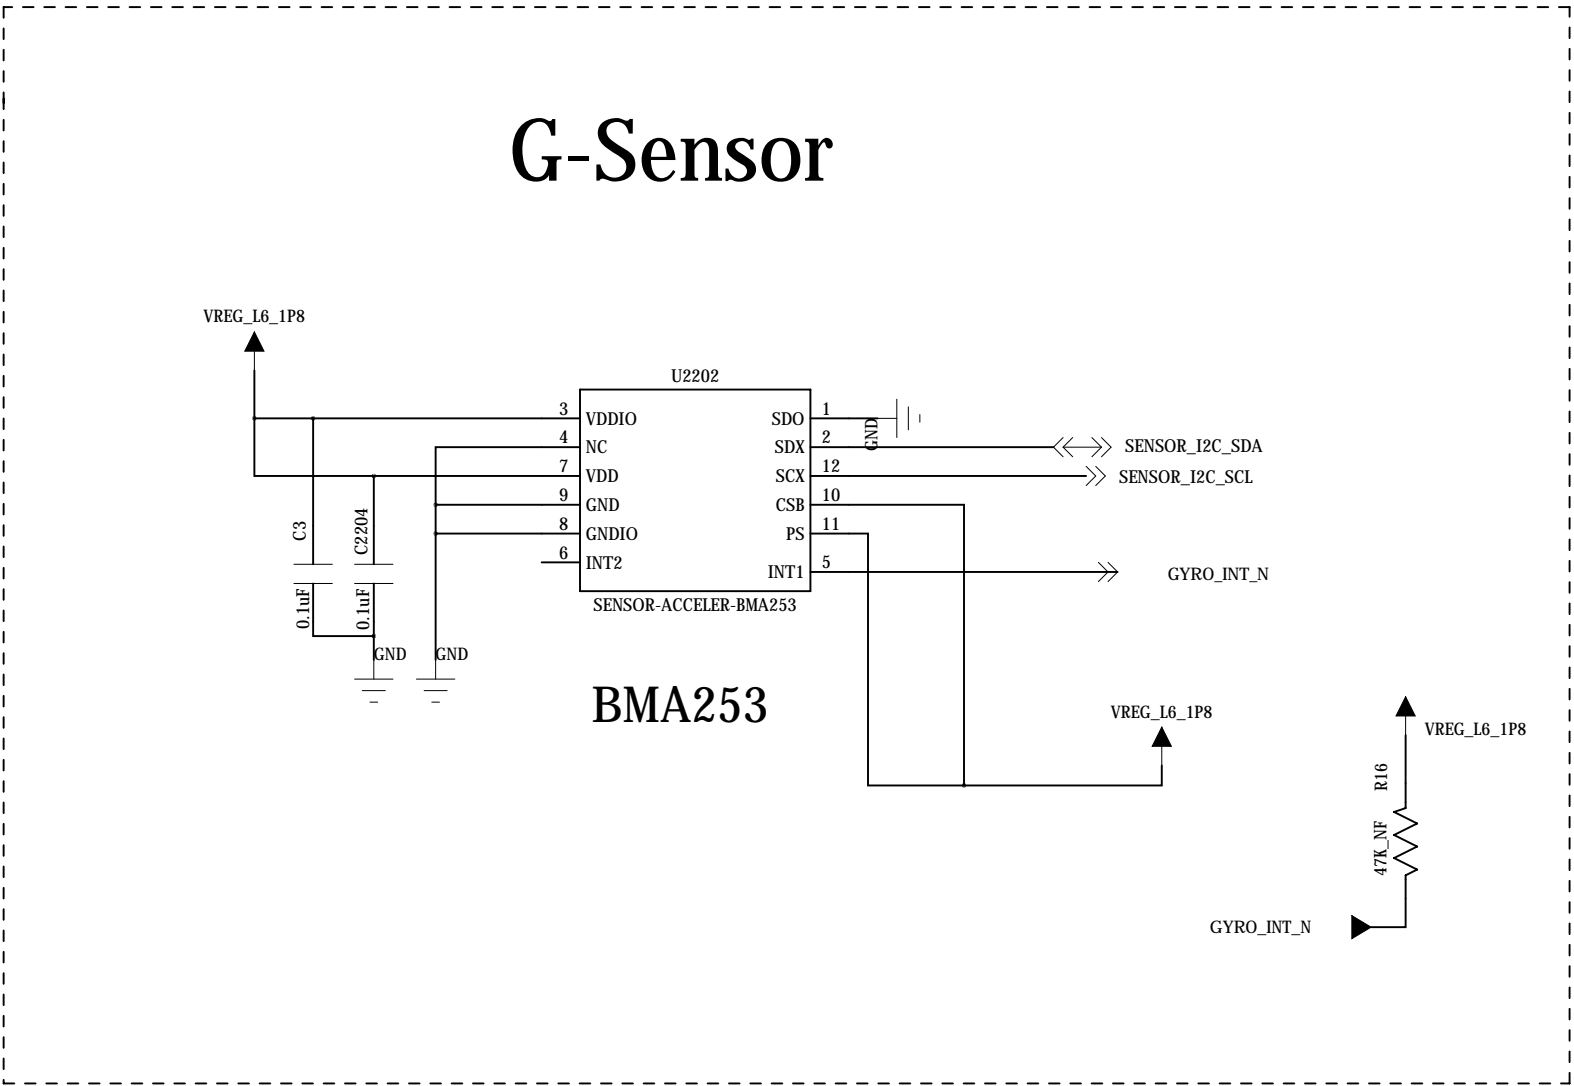 G-Sensor
VREG_L6_1P8
U2202
3 VDDIO
4 NC
7 VDD
9 GND
8 GNDIO
6 INT2
SDO 1
SDX 2
SCX 12
CSB 10
PS 11
INT1 5
GND
SENSOR_I2C_SDA
SENSOR_I2C_SCL
GYRO_INT_N
C3
0.1uF
C2204
0.1uF
GND
GND
SENSOR-ACCELER-BMA253
BMA253
VREG_L6_1P8
VREG_L6_1P8
R16
47K_NF
GYRO_INT_N